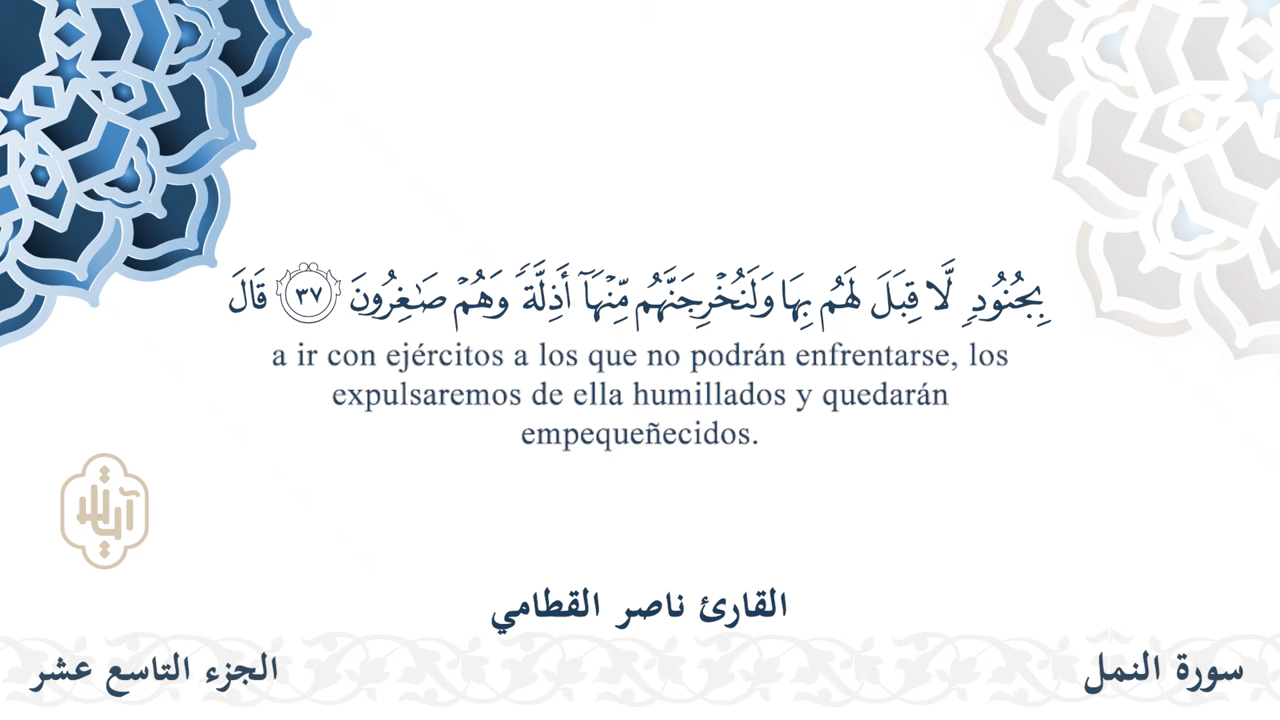 بِجُنُودٍ لَّا قِبَلَ لَهُم بِهَا وَلَنُخْرِجَنَّهُم مِّنْهَآ أَذِلَّةً وَهُمْ صَٰغِرُونَ ٣٧ قَالَ
a ir con ejércitos a los que no podrán enfrentarse, los
expulsaremos de ella humillados y quedarán
empequeñecidos.
آيات
القارئ ناصر القطامي
سورة النمل
الجزء التاسع عشر